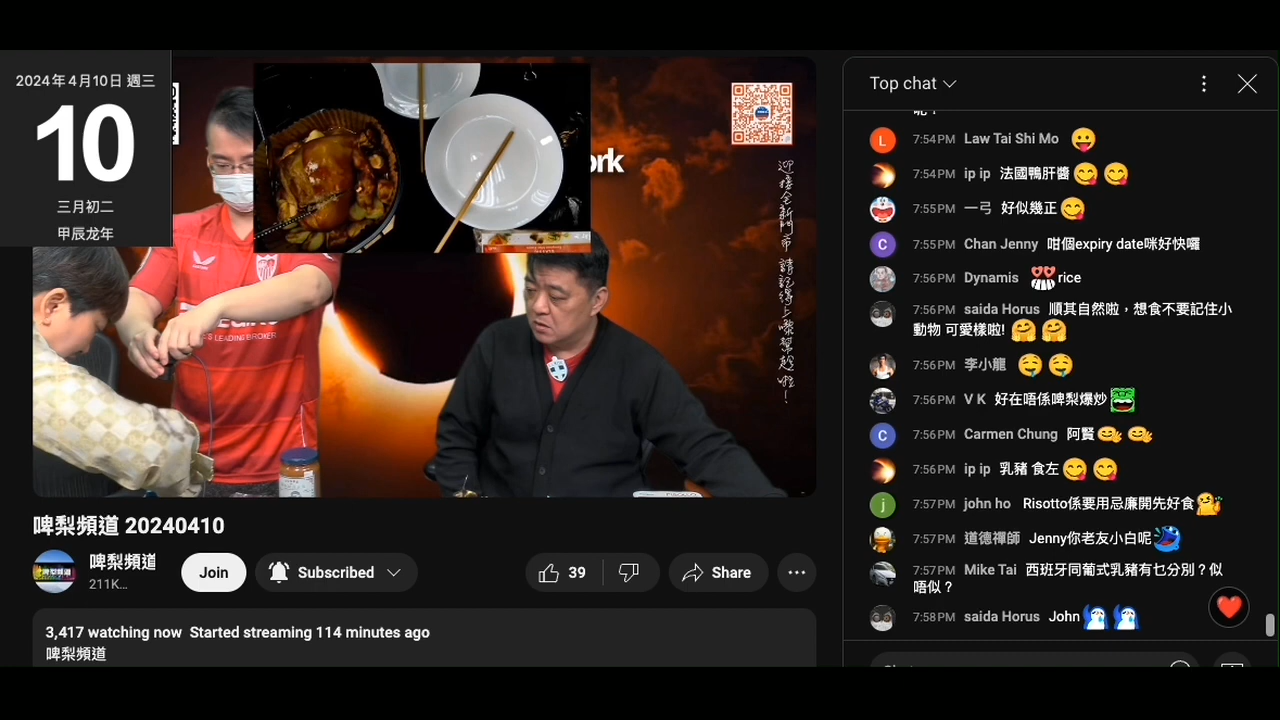 2024年4月10日 週三
10
三月初二
甲辰龙年
ork
迎接全新門市 請記得上嚟幫趁啦！
S LEADING BROKER
啤梨頻道 20240410
啤梨頻道
211K...
Join
Subscribed
39
Share
3,417 watching now Started streaming 114 minutes ago
啤梨頻道
Top chat
7:54PM Law Tai Shi Mo 😛
7:54PM ip ip 法國鴨肝醬😋😋
7:55PM 一弓 好似幾正😋
7:55PM Chan Jenny 咁個expiry date咪好快囉
7:56PM Dynamis rice
7:56PM saida Horus 順其自然啦，想食不要記住小
動物 可愛樣啦! 🤗🤗
7:56PM 李小龍 🤤🤤
7:56PM V K 好在唔係啤梨爆炒
7:56PM Carmen Chung 阿賢
7:56PM ip ip 乳豬 食左😋😋
7:57PM john ho Risotto係要用忌廉開先好食
7:57PM 道德禪師 Jenny你老友小白呢
7:57PM Mike Tai 西班牙同葡式乳豬有乜分別？似
唔似？
7:58PM saida Horus John